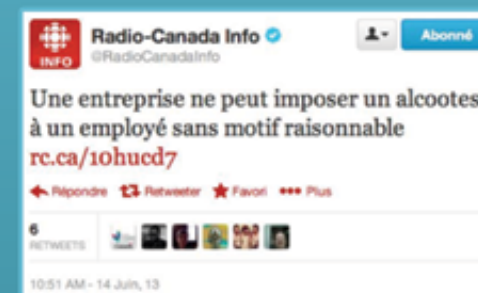 Radio-Canada Info
Abonné
INFO
@RadioCanadaInfo
Une entreprise ne peut imposer un alcootes
à un employé sans motif raisonnable
rc.ca/10hucd7
Répondre Retweeter Favori Plus
6
RETWEETS
10:51 AM - 14 Juin, 13